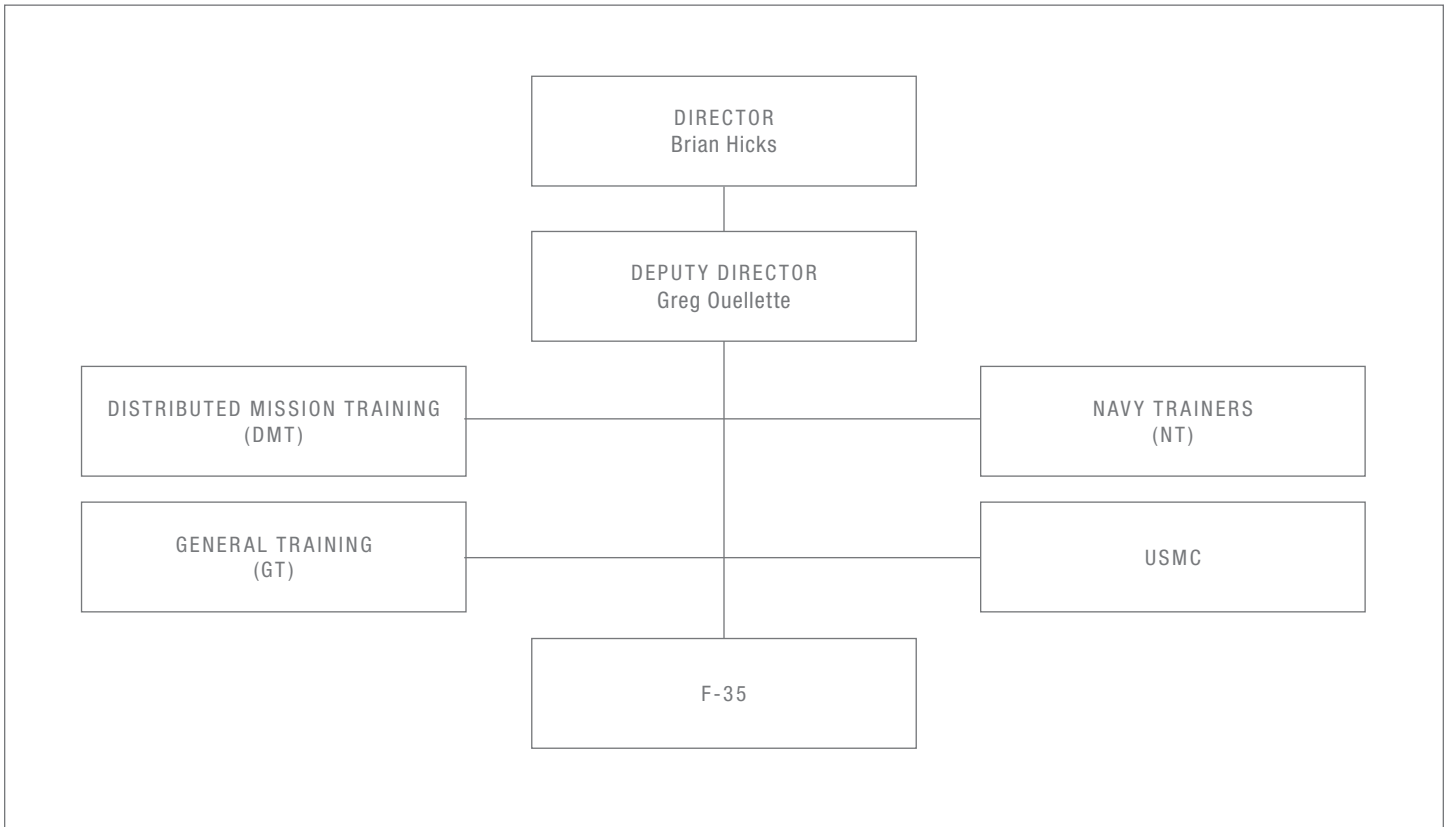 DIRECTOR
Brian Hicks
DEPUTY DIRECTOR
Greg Ouellette
DISTRIBUTED MISSION TRAINING
(DMT)
NAVY TRAINERS
(NT)
GENERAL TRAINING
(GT)
USMC
F-35